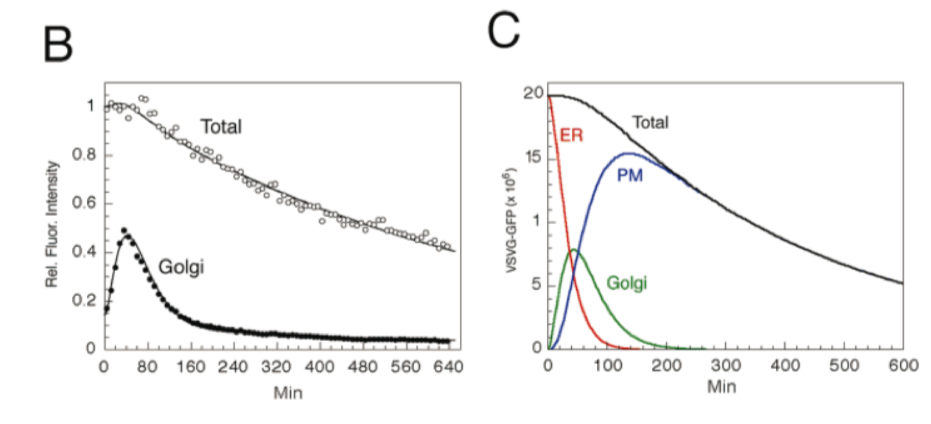 B
C
Rel. Fluor. Intensity
1
0.8
0.6
0.4
0.2
0
Total
Golgi
0 80 160 240 320 400 480 560 640
Min
VSVG-GFP (x 10⁶)
20
15
1
5
0
ER
Total
PM
Golgi
0 100 200 300 400 500 600
Min